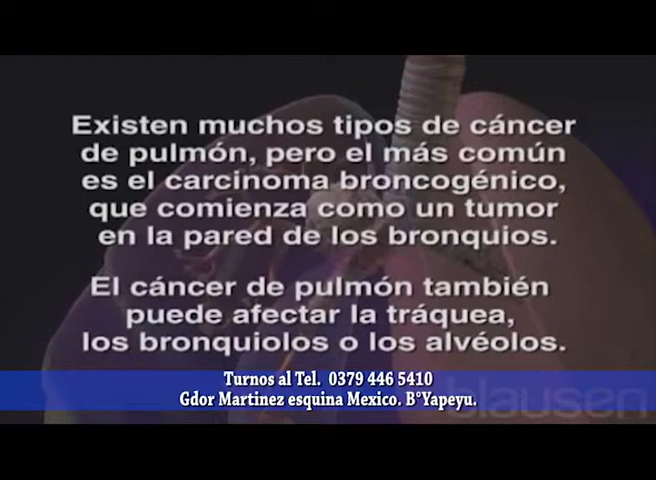 Existen muchos tipos de cáncer
de pulmón, pero el más común
es el carcinoma broncogénico,
que comienza como un tumor
en la pared de los bronquios.
El cáncer de pulmón también
puede afectar la tráquea,
los bronquiolos o los alvéolos.
Turnos al Tel. 0379 446 5410
Gdor Martinez esquina Mexico. B°Yapeyu.
blausen